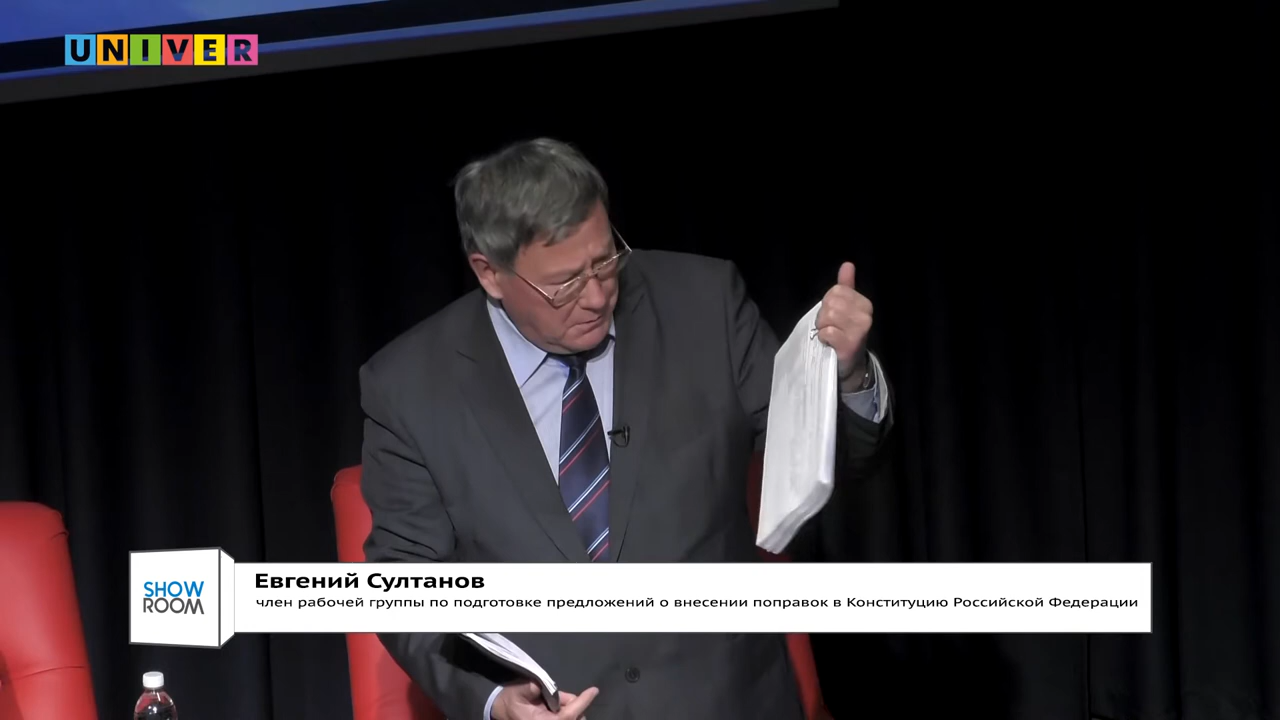 UNIVER
SHOW
ROOM
Евгений Султанов
член рабочей группы по подготовке предложений о внесении поправок в Конституцию Российской Федерации